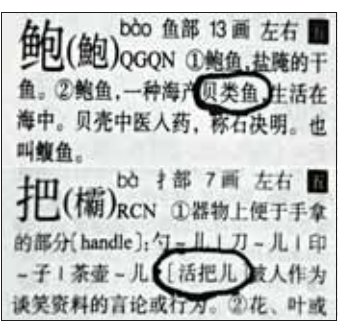 鲍(鮑) bào 鱼部 13画 左右 五
QGQN ①鲍鱼,盐腌的干
鱼。②鲍鱼,一种海产贝类鱼,生活在
海中。贝壳中医入药,称石决明。也
叫鳆鱼。
把(欛) bà 扌部 7画 左右 五
RCN ①器物上便于手拿
的部分[handle]:勺~儿|刀~儿|印
~子|茶壶~儿[活把儿]被人作为
谈笑资料的言论或行为。②花、叶或